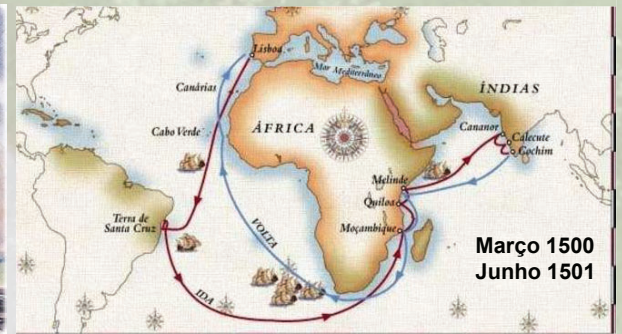 Lisboa
Mar Mediterrâneo
Canárias
ÍNDIAS
Cabo Verde
ÁFRICA
Cananor
Calecute
Cochim
Melinde
Quiloa
Terra de
Santa Cruz
Moçambique
VOLTA
IDA
Março 1500
Junho 1501